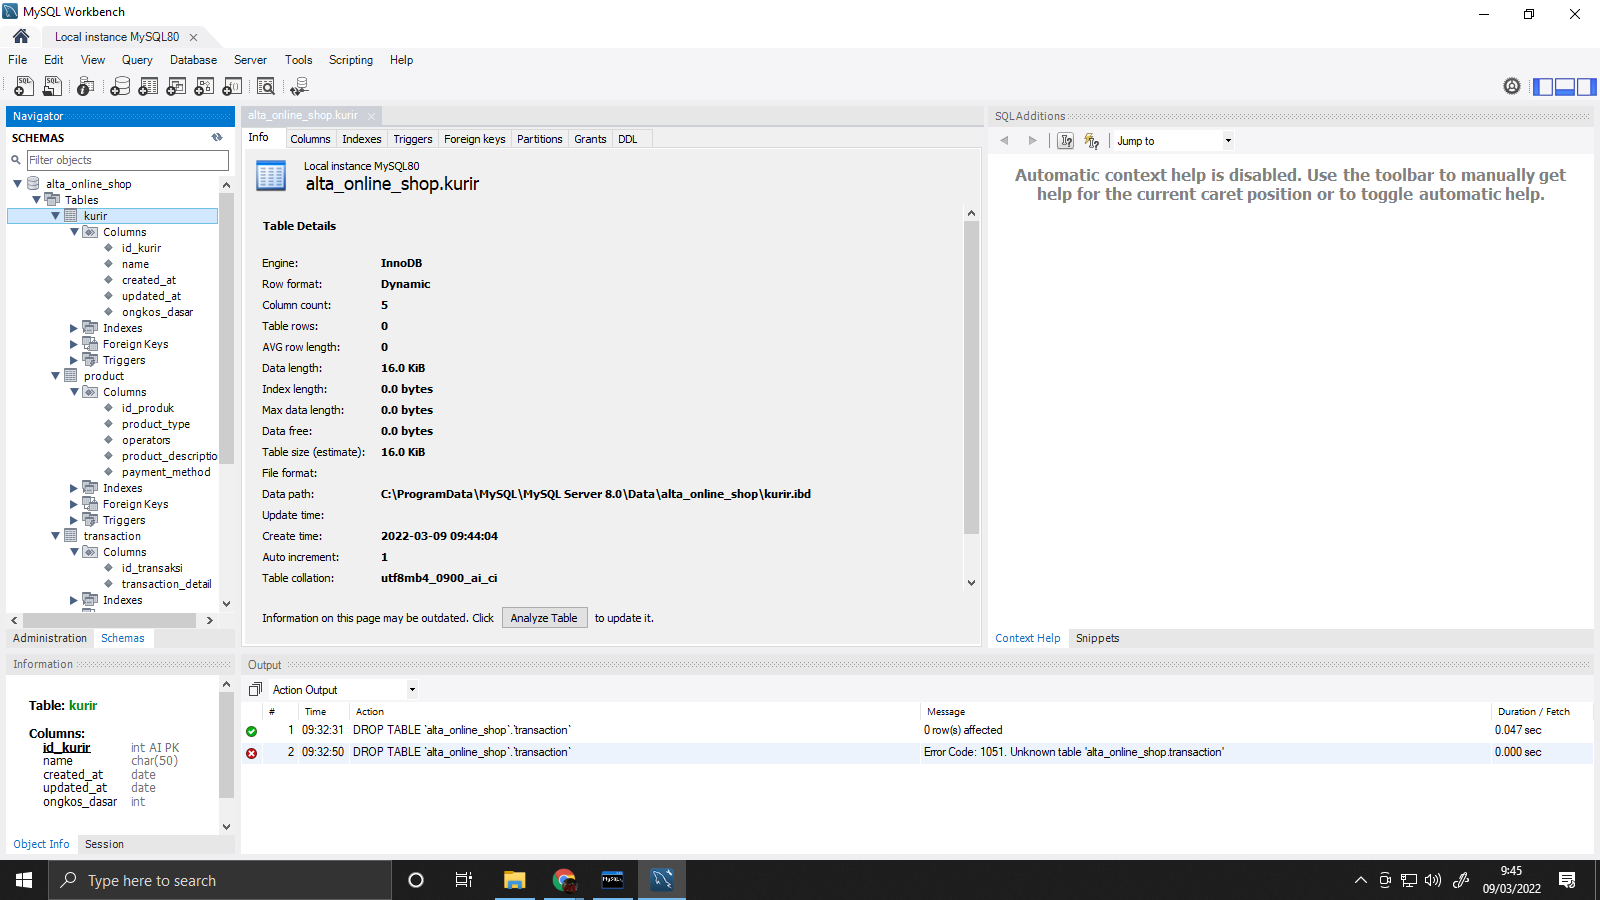 MySQL Workbench
Local instance MySQL80
File Edit View Query Database Server Tools Scripting Help
Navigator
SCHEMAS
Filter objects
alta_online_shop
Tables
kurir
Columns
id_kurir
name
created_at
updated_at
ongkos_dasar
Indexes
Foreign Keys
Triggers
product
Columns
id_produk
product_type
operators
product_descriptio
payment_method
Indexes
Foreign Keys
Triggers
transaction
Columns
id_transaksi
transaction_detail
Indexes
Administration Schemas
Information
Table: kurir
Columns:
id_kurir int AI PK
name char(50)
created_at date
updated_at date
ongkos_dasar int
Object Info Session
alta_online_shop.kurir
Info Columns Indexes Triggers Foreign keys Partitions Grants DDL
Local instance MySQL80
alta_online_shop.kurir
Table Details
Engine: InnoDB
Row format: Dynamic
Column count: 5
Table rows: 0
AVG row length: 0
Data length: 16.0 KiB
Index length: 0.0 bytes
Max data length: 0.0 bytes
Data free: 0.0 bytes
Table size (estimate): 16.0 KiB
File format:
Data path: C:\ProgramData\MySQL\MySQL Server 8.0\Data\alta_online_shop\kurir.ibd
Update time:
Create time: 2022-03-09 09:44:04
Auto increment: 1
Table collation: utf8mb4_0900_ai_ci
Information on this page may be outdated. Click Analyze Table to update it.
SQLAdditions
Jump to
Automatic context help is disabled. Use the toolbar to manually get
help for the current caret position or to toggle automatic help.
Context Help Snippets
Output
Action Output
# Time Action Message Duration / Fetch
1 09:32:31 DROP TABLE `alta_online_shop`.`transaction` 0 row(s) affected 0.047 sec
2 09:32:50 DROP TABLE `alta_online_shop`.`transaction` Error Code: 1051. Unknown table 'alta_online_shop.transaction' 0.000 sec
Type here to search
9:45
09/03/2022